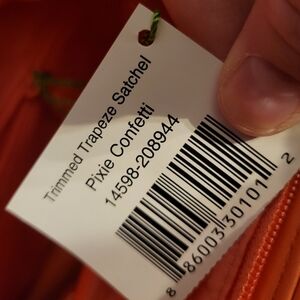 Trimmed Trapeze Satchel
Pixie Confetti
14598-208944
8 86003 30101 2